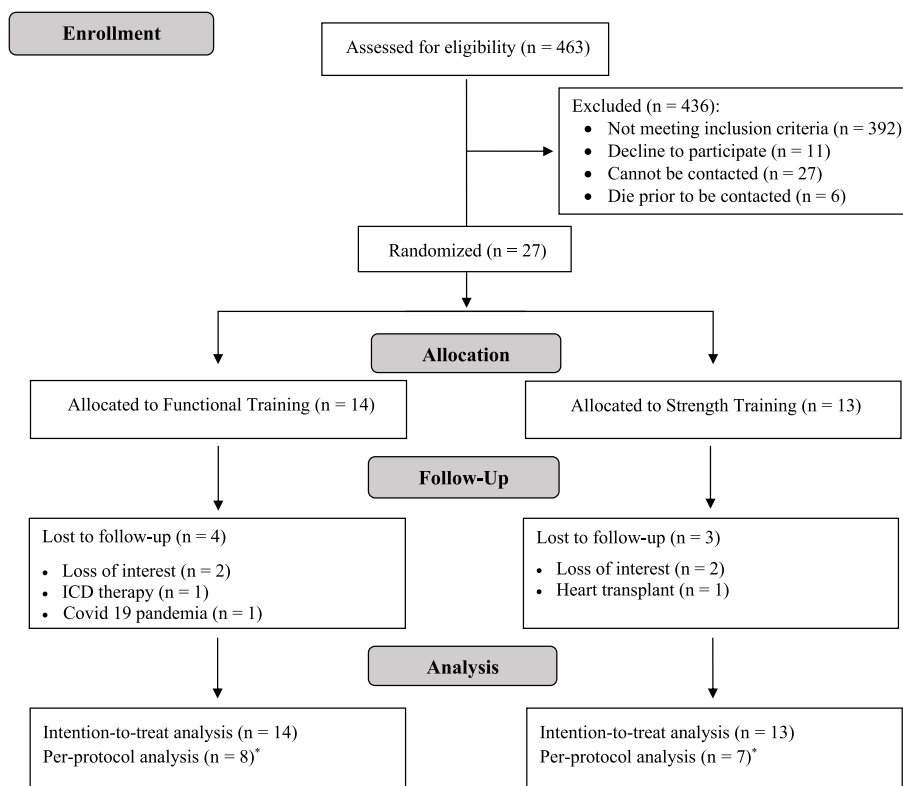 Enrollment
Assessed for eligibility (n = 463)
Excluded (n = 436):
• Not meeting inclusion criteria (n = 392)
• Decline to participate (n = 11)
• Cannot be contacted (n = 27)
• Die prior to be contacted (n = 6)
Randomized (n = 27)
Allocation
Allocated to Functional Training (n = 14)
Allocated to Strength Training (n = 13)
Follow-Up
Lost to follow-up (n = 4)
• Loss of interest (n = 2)
• ICD therapy (n = 1)
• Covid 19 pandemia (n = 1)
Lost to follow-up (n = 3)
• Loss of interest (n = 2)
• Heart transplant (n = 1)
Analysis
Intention-to-treat analysis (n = 14)
Per-protocol analysis (n = 8)*
Intention-to-treat analysis (n = 13)
Per-protocol analysis (n = 7)*